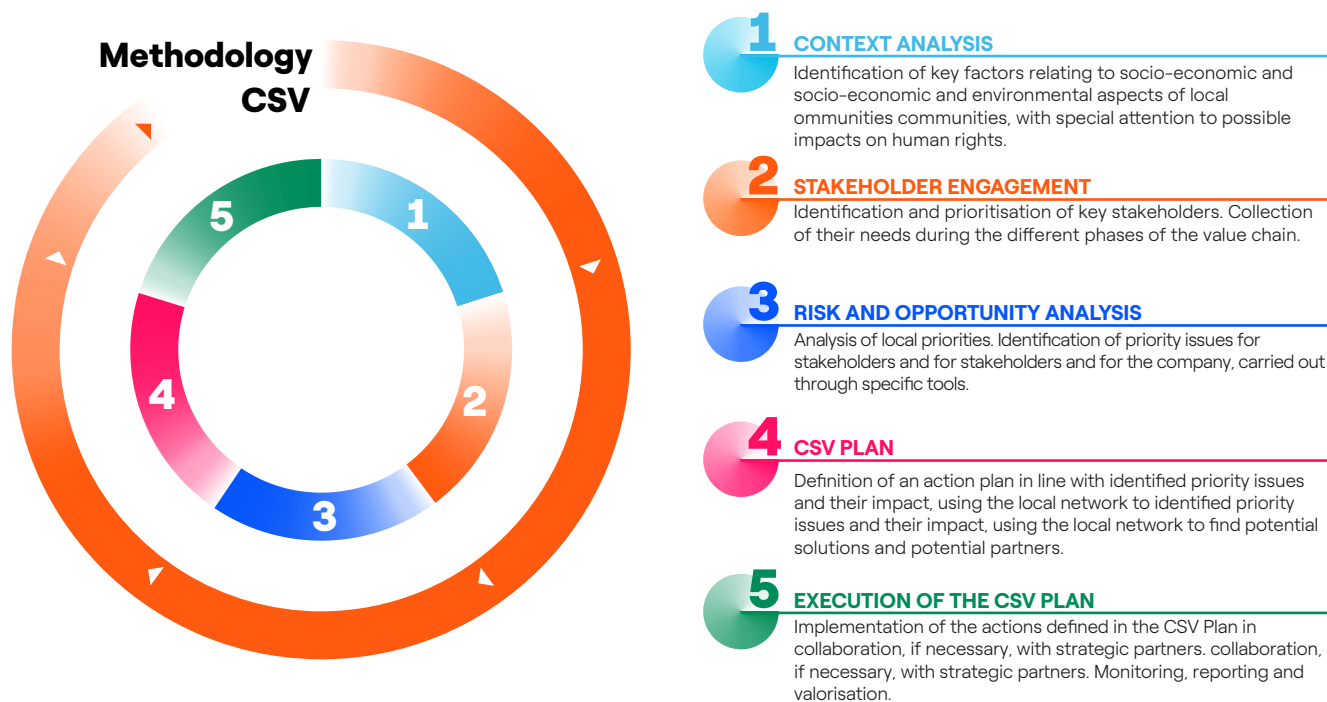 Methodology
CSV
1
2
3
4
5
1
CONTEXT ANALYSIS
Identification of key factors relating to socio-economic and
socio-economic and environmental aspects of local
ommunities communities, with special attention to possible
impacts on human rights.
2
STAKEHOLDER ENGAGEMENT
Identification and prioritisation of key stakeholders. Collection
of their needs during the different phases of the value chain.
3
RISK AND OPPORTUNITY ANALYSIS
Analysis of local priorities. Identification of priority issues for
stakeholders and for stakeholders and for the company, carried out
through specific tools.
4
CSV PLAN
Definition of an action plan in line with identified priority issues
and their impact, using the local network to identified priority
issues and their impact, using the local network to find potential
solutions and potential partners.
5
EXECUTION OF THE CSV PLAN
Implementation of the actions defined in the CSV Plan in
collaboration, if necessary, with strategic partners. collaboration,
if necessary, with strategic partners. Monitoring, reporting and
valorisation.